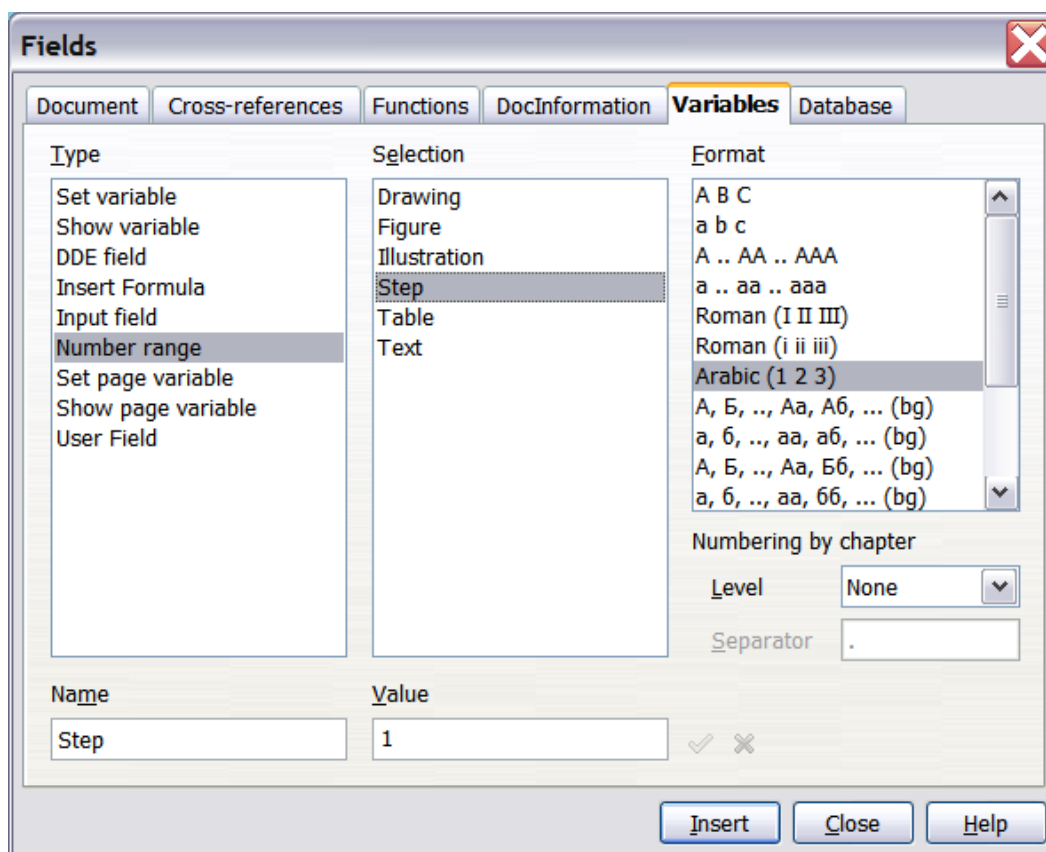 Fields
Document Cross-references Functions DocInformation Variables Database
Type
Set variable
Show variable
DDE field
Insert Formula
Input field
Number range
Set page variable
Show page variable
User Field
Selection
Drawing
Figure
Illustration
Step
Table
Text
Format
A B C
a b c
A .. AA .. AAA
a .. aa .. aaa
Roman (I II III)
Roman (i ii iii)
Arabic (1 2 3)
А, Б, .., Аа, Аб, ... (bg)
а, б, .., аа, аб, ... (bg)
А, Б, .., Аа, Бб, ... (bg)
а, б, .., аа, бб, ... (bg)
Numbering by chapter
Level None
Separator .
Name
Step
Value
1
Insert Close Help